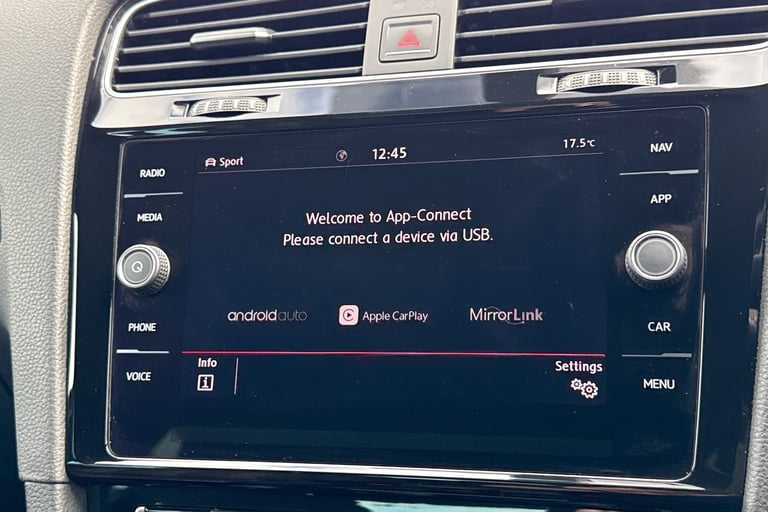 RADIO
MEDIA
PHONE
VOICE
Sport
12:45
17.5°C
Welcome to App-Connect
Please connect a device via USB.
androidauto
Apple CarPlay
MirrorLink
Info
Settings
NAV
APP
CAR
MENU